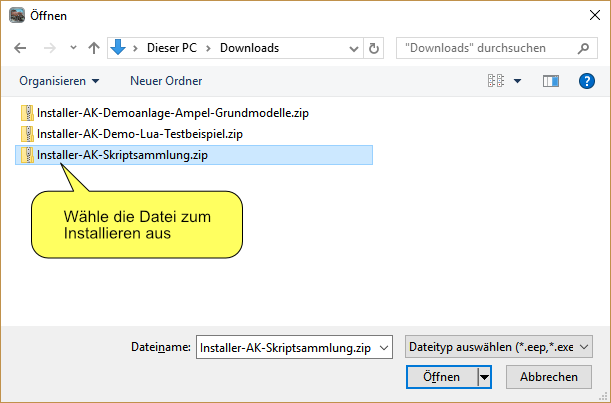 Öffnen
Dieser PC > Downloads
"Downloads" durchsuchen
Organisieren
Neuer Ordner
?
Installer-AK-Demoanlage-Ampel-Grundmodelle.zip
Installer-AK-Demo-Lua-Testbeispiel.zip
Installer-AK-Skriptsammlung.zip
Wähle die Datei zum
Installieren aus
Dateiname:
Installer-AK-Skriptsammlung.zip
Dateityp auswählen (*.eep,*.exe
Öffnen
Abbrechen